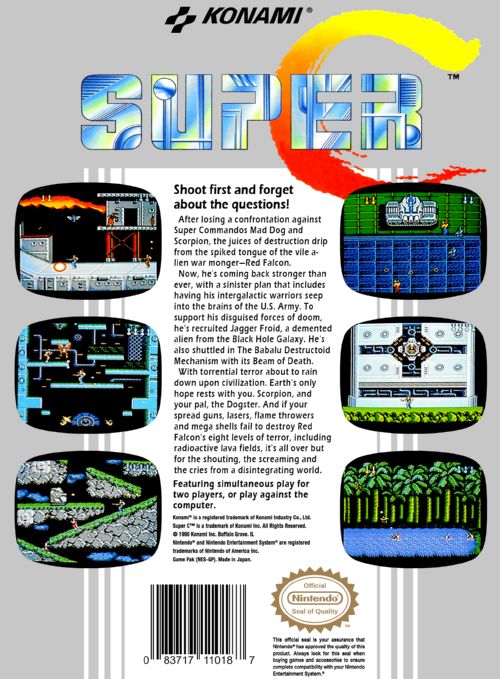 KONAMI®
SUPER C™
Shoot first and forget
about the questions!
After losing a confrontation against
Super Commandos Mad Dog and
Scorpion, the juices of destruction drip
from the spiked tongue of the vile a-
lien war monger—Red Falcon.
Now, he's coming back stronger than
ever, with a sinister plan that includes
having his intergalactic warriors seep
into the brains of the U.S. Army. To
support his disguised forces of doom,
he's recruited Jagger Froid, a demented
alien from the Black Hole Galaxy. He's
also shuttled in The Babalu Destructoid
Mechanism with its Beam of Death.
With torrential terror about to rain
down upon civilization. Earth's only
hope rests with you. Scorpion, and
your pal, the Dogster. And if your
spread guns, lasers, flame throwers
and mega shells fail to destroy Red
Falcon's eight levels of terror, including
radioactive lava fields, it's all over but
for the shouting, the screaming and
the cries from a disintegrating world.
Featuring simultaneous play for
two players, or play against the
computer.
Konami® is a registered trademark of Konami Industry Co., Ltd.
Super C™ is a trademark of Konami Inc. All Rights Reserved.
© 1990 Konami Inc. Buffalo Grove. IL
Nintendo® and Nintendo Entertainment System® are registered
trademarks of Nintendo of America Inc.
Game Pak (NES-GP). Made in Japan.
0 83717 11018 7
Official
Nintendo
Seal of Quality
™
This official seal is your assurance that
Nintendo® has approved the quality of this
product. Always look for this seal when
buying games and accessories to ensure
complete compatibility with your Nintendo
Entertainment System.®